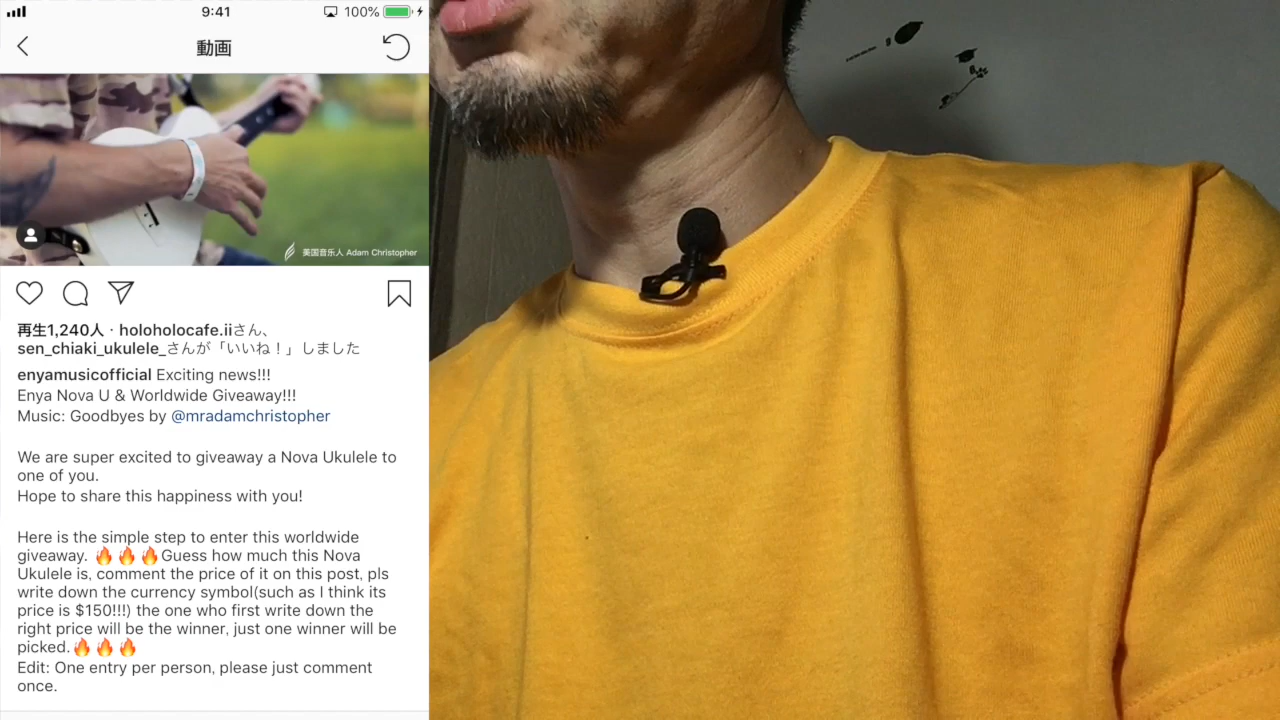 9:41
100%
動画
美国音乐人 Adam Christopher
再生1,240人・holoholocafe.iiさん、
sen_chiaki_ukulele_さんが「いいね！」しました
enyamusicofficial Exciting news!!!
Enya Nova U & Worldwide Giveaway!!!
Music: Goodbyes by @mradamchristopher
We are super excited to giveaway a Nova Ukulele to
one of you.
Hope to share this happiness with you!
Here is the simple step to enter this worldwide
giveaway. 🔥🔥🔥Guess how much this Nova
Ukulele is, comment the price of it on this post, pls
write down the currency symbol(such as I think its
price is $150!!!) the one who first write down the
right price will be the winner, just one winner will be
picked.🔥🔥🔥
Edit: One entry per person, please just comment
once.